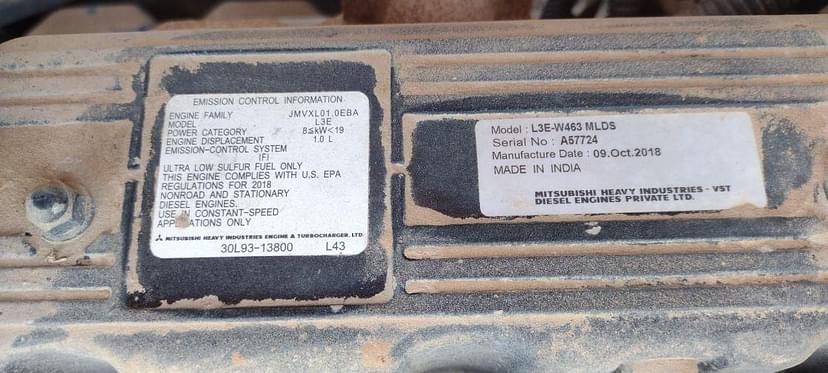 EMISSION CONTROL INFORMATION
ENGINE FAMILY JMVXL01.0EBA
MODEL L3E
POWER CATEGORY 8≤kW<19
ENGINE DISPLACEMENT 1.0 L
EMISSION-CONTROL SYSTEM
IFI
ULTRA LOW SULFUR FUEL ONLY
THIS ENGINE COMPLIES WITH U.S. EPA
REGULATIONS FOR 2018
NONROAD AND STATIONARY
DIESEL ENGINES.
USE IN CONSTANT-SPEED
APPLICATIONS ONLY
MITSUBISHI HEAVY INDUSTRIES ENGINE & TURBOCHARGER, LTD.
30L93-13800 L43
Model : L3E-W463 MLDS
Serial No : A57724
Manufacture Date : 09.Oct.2018
MADE IN INDIA
MITSUBISHI HEAVY INDUSTRIES - VST
DIESEL ENGINES PRIVATE LTD.